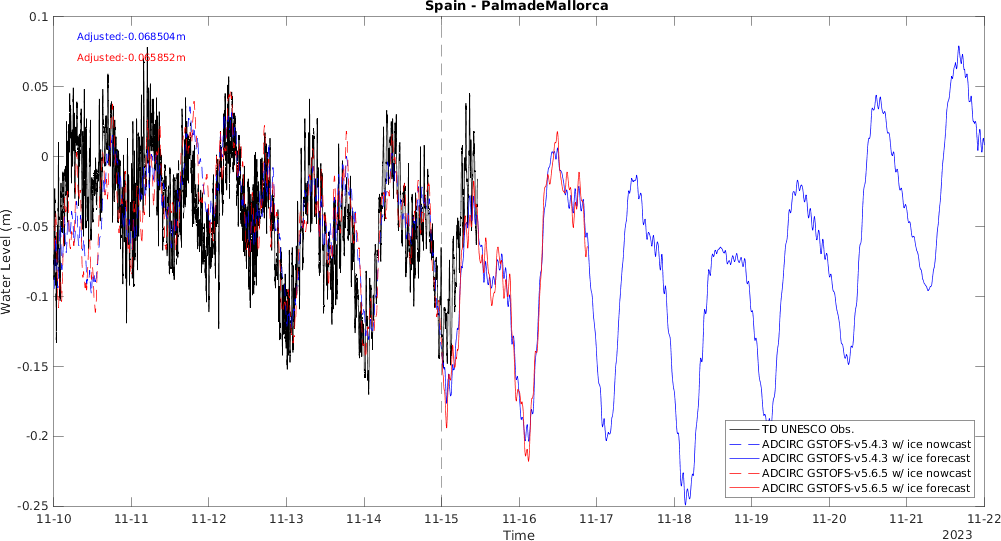 Spain - PalmadeMallorca
Adjusted:-0.068504m
Adjusted:-0.065852m
0.1
0.05
0
-0.05
-0.1
-0.15
-0.2
-0.25
Water Level (m)
TD UNESCO Obs.
ADCIRC GSTOFS-v5.4.3 w/ ice nowcast
ADCIRC GSTOFS-v5.4.3 w/ ice forecast
ADCIRC GSTOFS-v5.6.5 w/ ice nowcast
ADCIRC GSTOFS-v5.6.5 w/ ice forecast
11-10 11-11 11-12 11-13 11-14 11-15 11-16 11-17 11-18 11-19 11-20 11-21 11-22
Time
2023